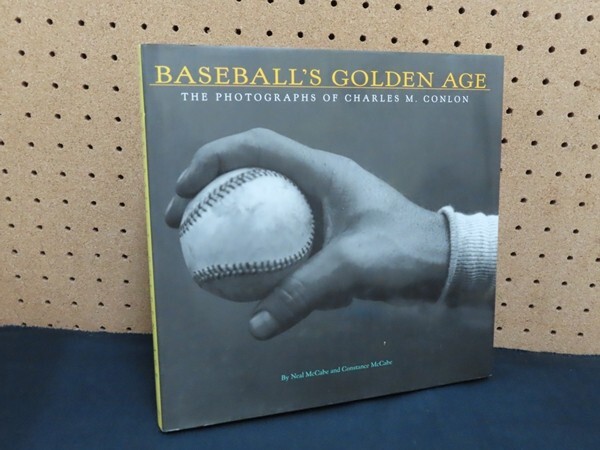 BASEBALL'S GOLDEN AGE
THE PHOTOGRAPHS OF CHARLES M. CONLON
By Neal McCabe and Constance McCabe